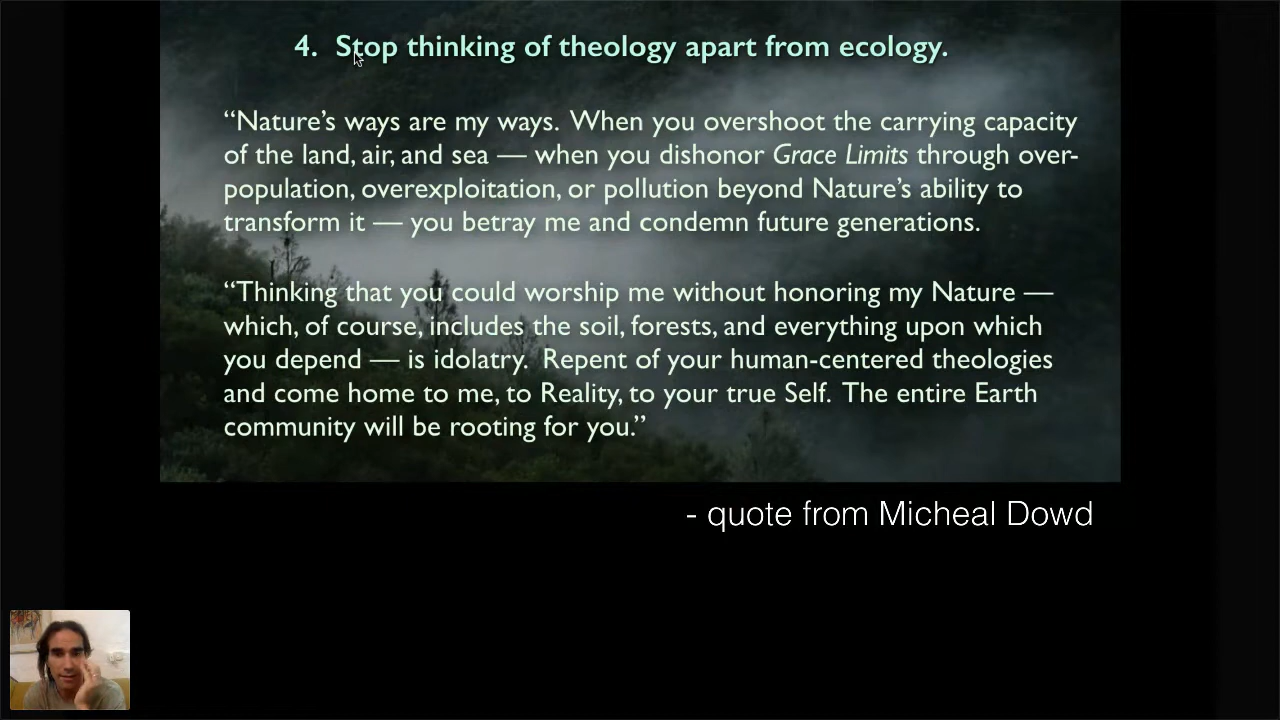 4. Stop thinking of theology apart from ecology.
“Nature’s ways are my ways. When you overshoot the carrying capacity
of the land, air, and sea — when you dishonor Grace Limits through over-
population, overexploitation, or pollution beyond Nature’s ability to
transform it — you betray me and condemn future generations.
“Thinking that you could worship me without honoring my Nature —
which, of course, includes the soil, forests, and everything upon which
you depend — is idolatry. Repent of your human-centered theologies
and come home to me, to Reality, to your true Self. The entire Earth
community will be rooting for you.”
- quote from Micheal Dowd